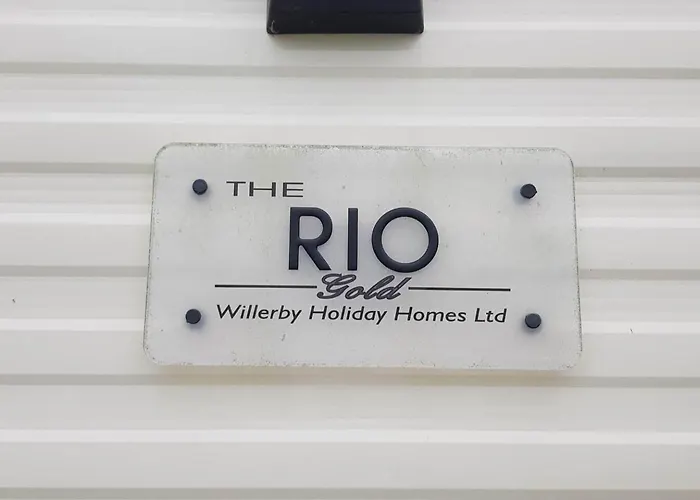 THE
RIO
Gold
Willerby Holiday Homes Ltd